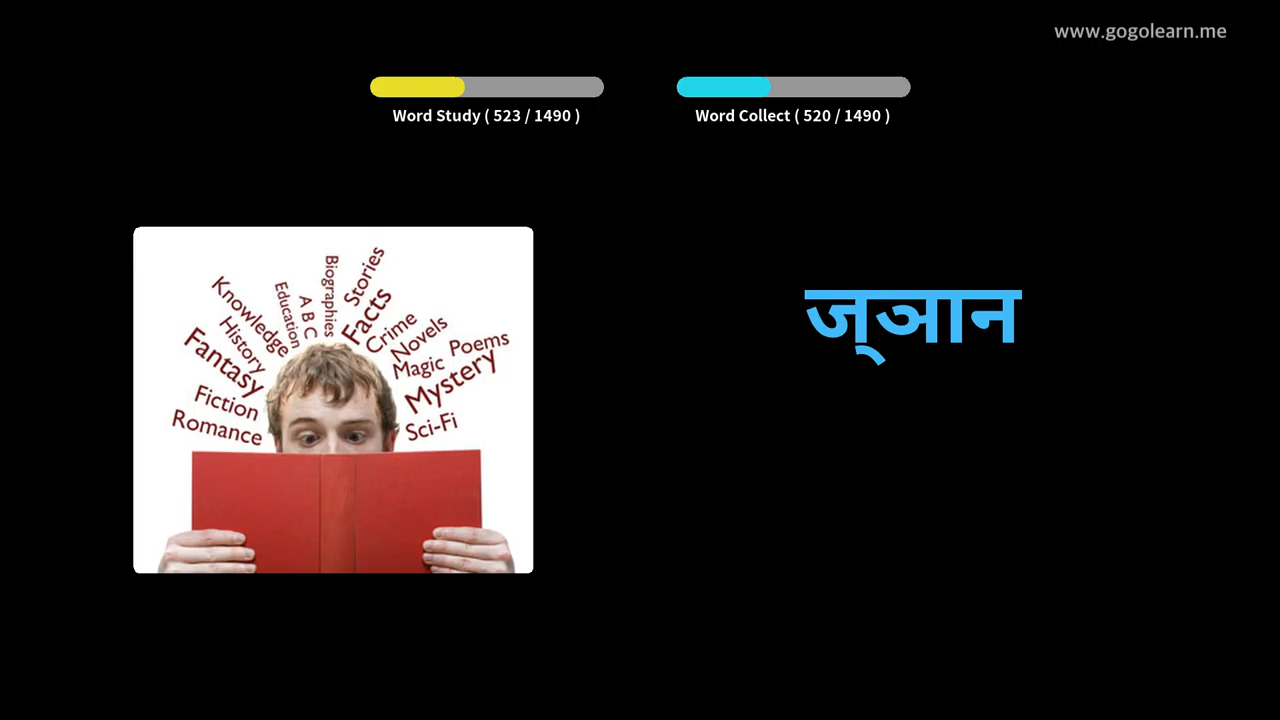 www.gogolearn.me
Word Study ( 523 / 1490 )
Word Collect ( 520 / 1490 )
Biographies
Stories
Knowledge
Education
A B C
Facts
Crime
History
Novels
Fantasy
Magic
Poems
Mystery
Fiction
Romance
Sci-Fi
ज्‌ञान